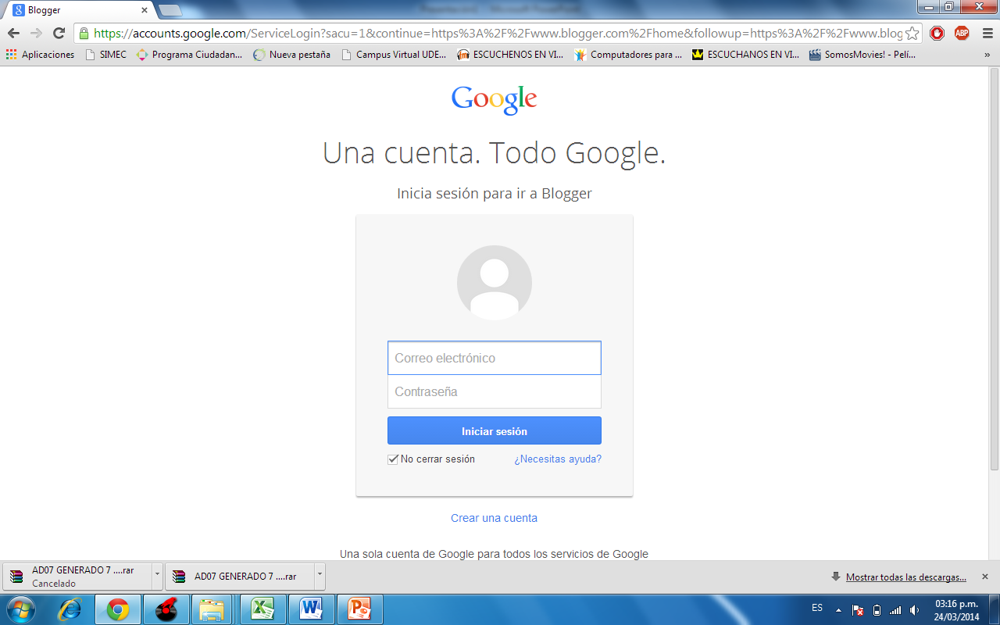 Blogger
https://accounts.google.com/ServiceLogin?sacu=1&continue=https%3A%2F%2Fwww.blogger.com%2Fhome&followup=https%3A%2F%2Fwww.blog
ABP
Aplicaciones SIMEC Programa Ciudadan... Nueva pestaña Campus Virtual UDE... ESCUCHENOS EN VI... Computadores para ... ESCUCHANOS EN VI... SomosMovies! - Pelí... »
Google
Una cuenta. Todo Google.
Inicia sesión para ir a Blogger
Correo electrónico
Contraseña
Iniciar sesión
No cerrar sesión ¿Necesitas ayuda?
Crear una cuenta
Una sola cuenta de Google para todos los servicios de Google
AD07 GENERADO 7 ....rar
Cancelado
AD07 GENERADO 7 ....rar
Mostrar todas las descargas...
ES
03:16 p.m.
24/03/2014